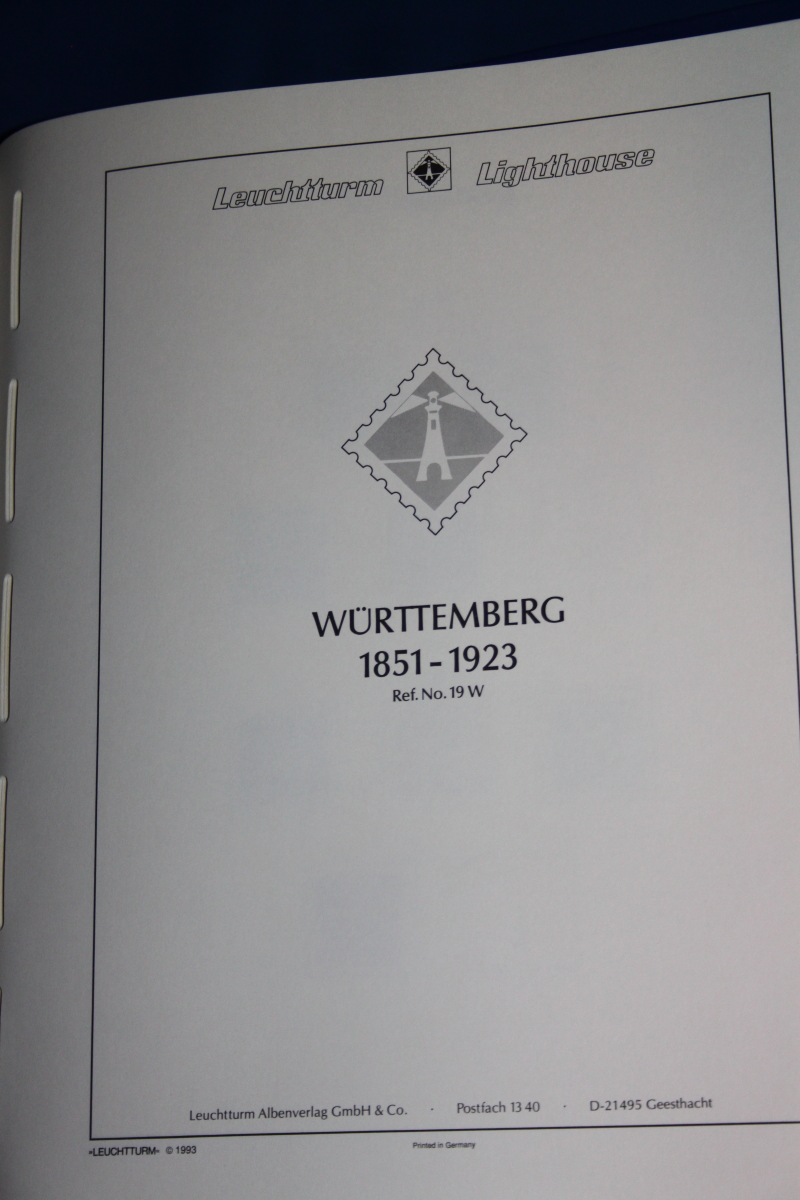 Leuchtturm Lighthouse
WÜRTTEMBERG
1851-1923
Ref. No. 19 W
Leuchtturm Albenverlag GmbH & Co. · Postfach 13 40 · D-21495 Geesthacht
»LEUCHTTURM« © 1993 Printed in Germany